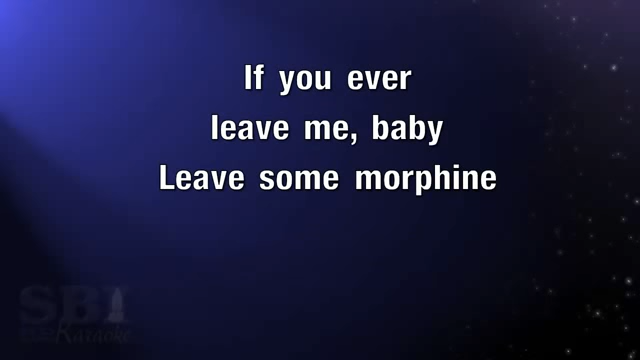 If you ever
leave me, baby
Leave some morphine
SBI
Karaoke